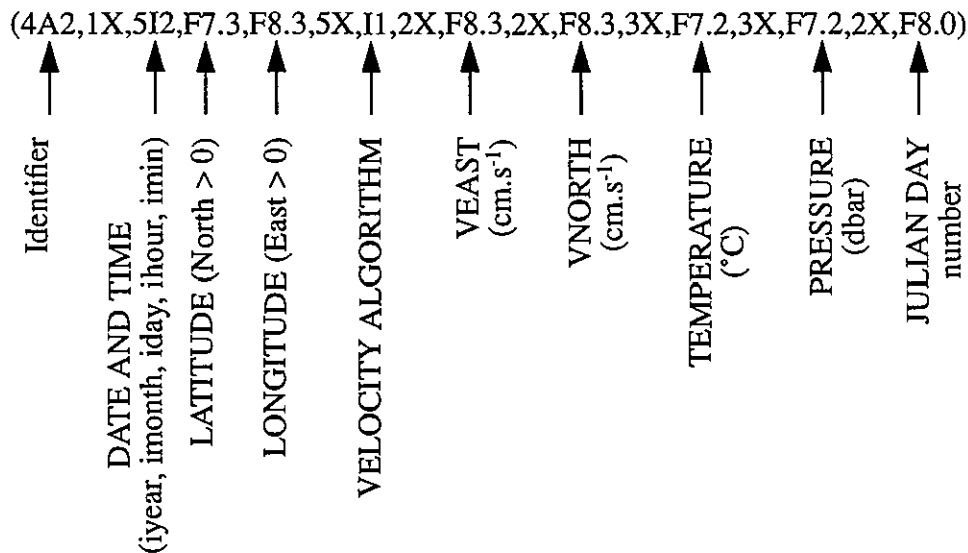 (4A2,1X,5I2,F7.3,F8.3,5X,I1,2X,F8.3,2X,F8.3,3X,F7.2,3X,F7.2,2X,F8.0)
Identifier
DATE AND TIME
(iyear, imonth, iday, ihour, imin)
LATITUDE (North > 0)
LONGITUDE (East > 0)
VELOCITY ALGORITHM
VEAST
(cm.s⁻¹)
VNORTH
(cm.s⁻¹)
TEMPERATURE
(°C)
PRESSURE
(dbar)
JULIAN DAY
number